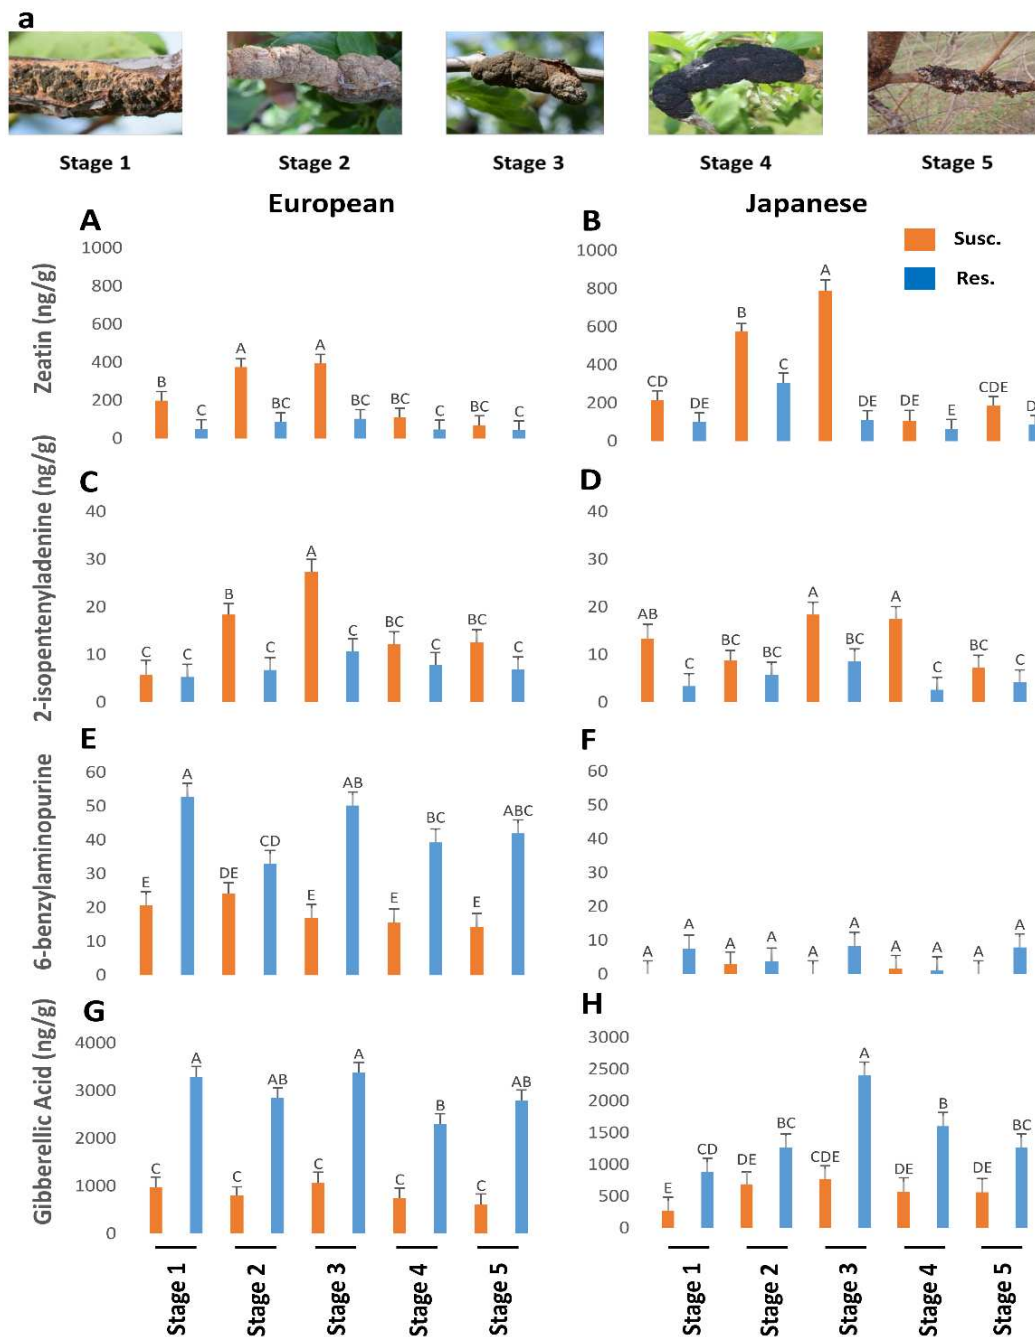 a
Stage 1 Stage 2 Stage 3 Stage 4 Stage 5
European Japanese
Susc.
Res.
A
Zeatin (ng/g)
1000
800
600
400
200
0
B C A BC A BC BC C BC C
B
1000
800
600
400
200
0
CD DE B C A DE DE E CDE D
C
2-isopentenyladenine (ng/g)
40
30
20
10
0
C C B C A C BC C BC C
D
40
30
20
10
0
AB C BC BC A BC A C BC C
E
6-benzylaminopurine
60
50
40
30
20
10
0
E A DE CD E AB E BC E ABC
F
60
50
40
30
20
10
0
A A A A A A A A A A
G
Gibberellic Acid (ng/g)
4000
3000
2000
1000
0
C A C AB C A C B C AB
H
3000
2500
2000
1500
1000
500
0
E CD DE BC CDE A DE B DE BC
Stage 1 Stage 2 Stage 3 Stage 4 Stage 5
Stage 1 Stage 2 Stage 3 Stage 4 Stage 5